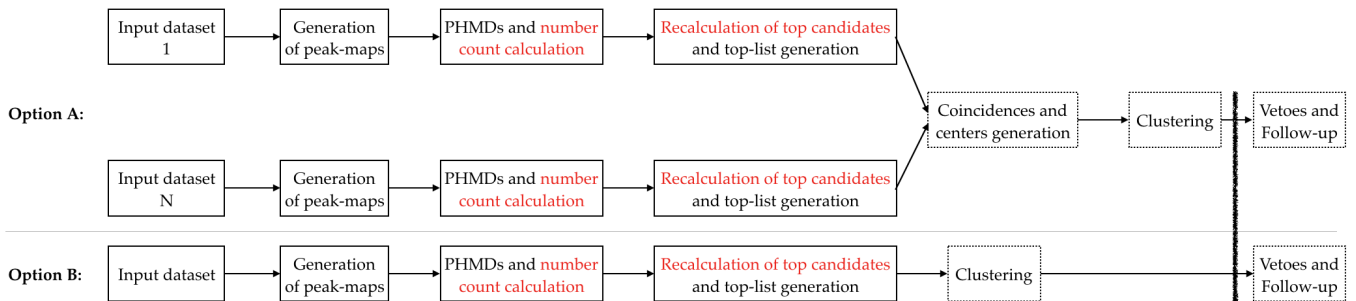 Input dataset
1
Generation
of peak-maps
PHMDs and number
count calculation
Recalculation of top candidates
and top-list generation
Option A:
Coincidences and
centers generation
Clustering
Vetoes and
Follow-up
Input dataset
N
Generation
of peak-maps
PHMDs and number
count calculation
Recalculation of top candidates
and top-list generation
Option B:
Input dataset
Generation
of peak-maps
PHMDs and number
count calculation
Recalculation of top candidates
and top-list generation
Clustering
Vetoes and
Follow-up